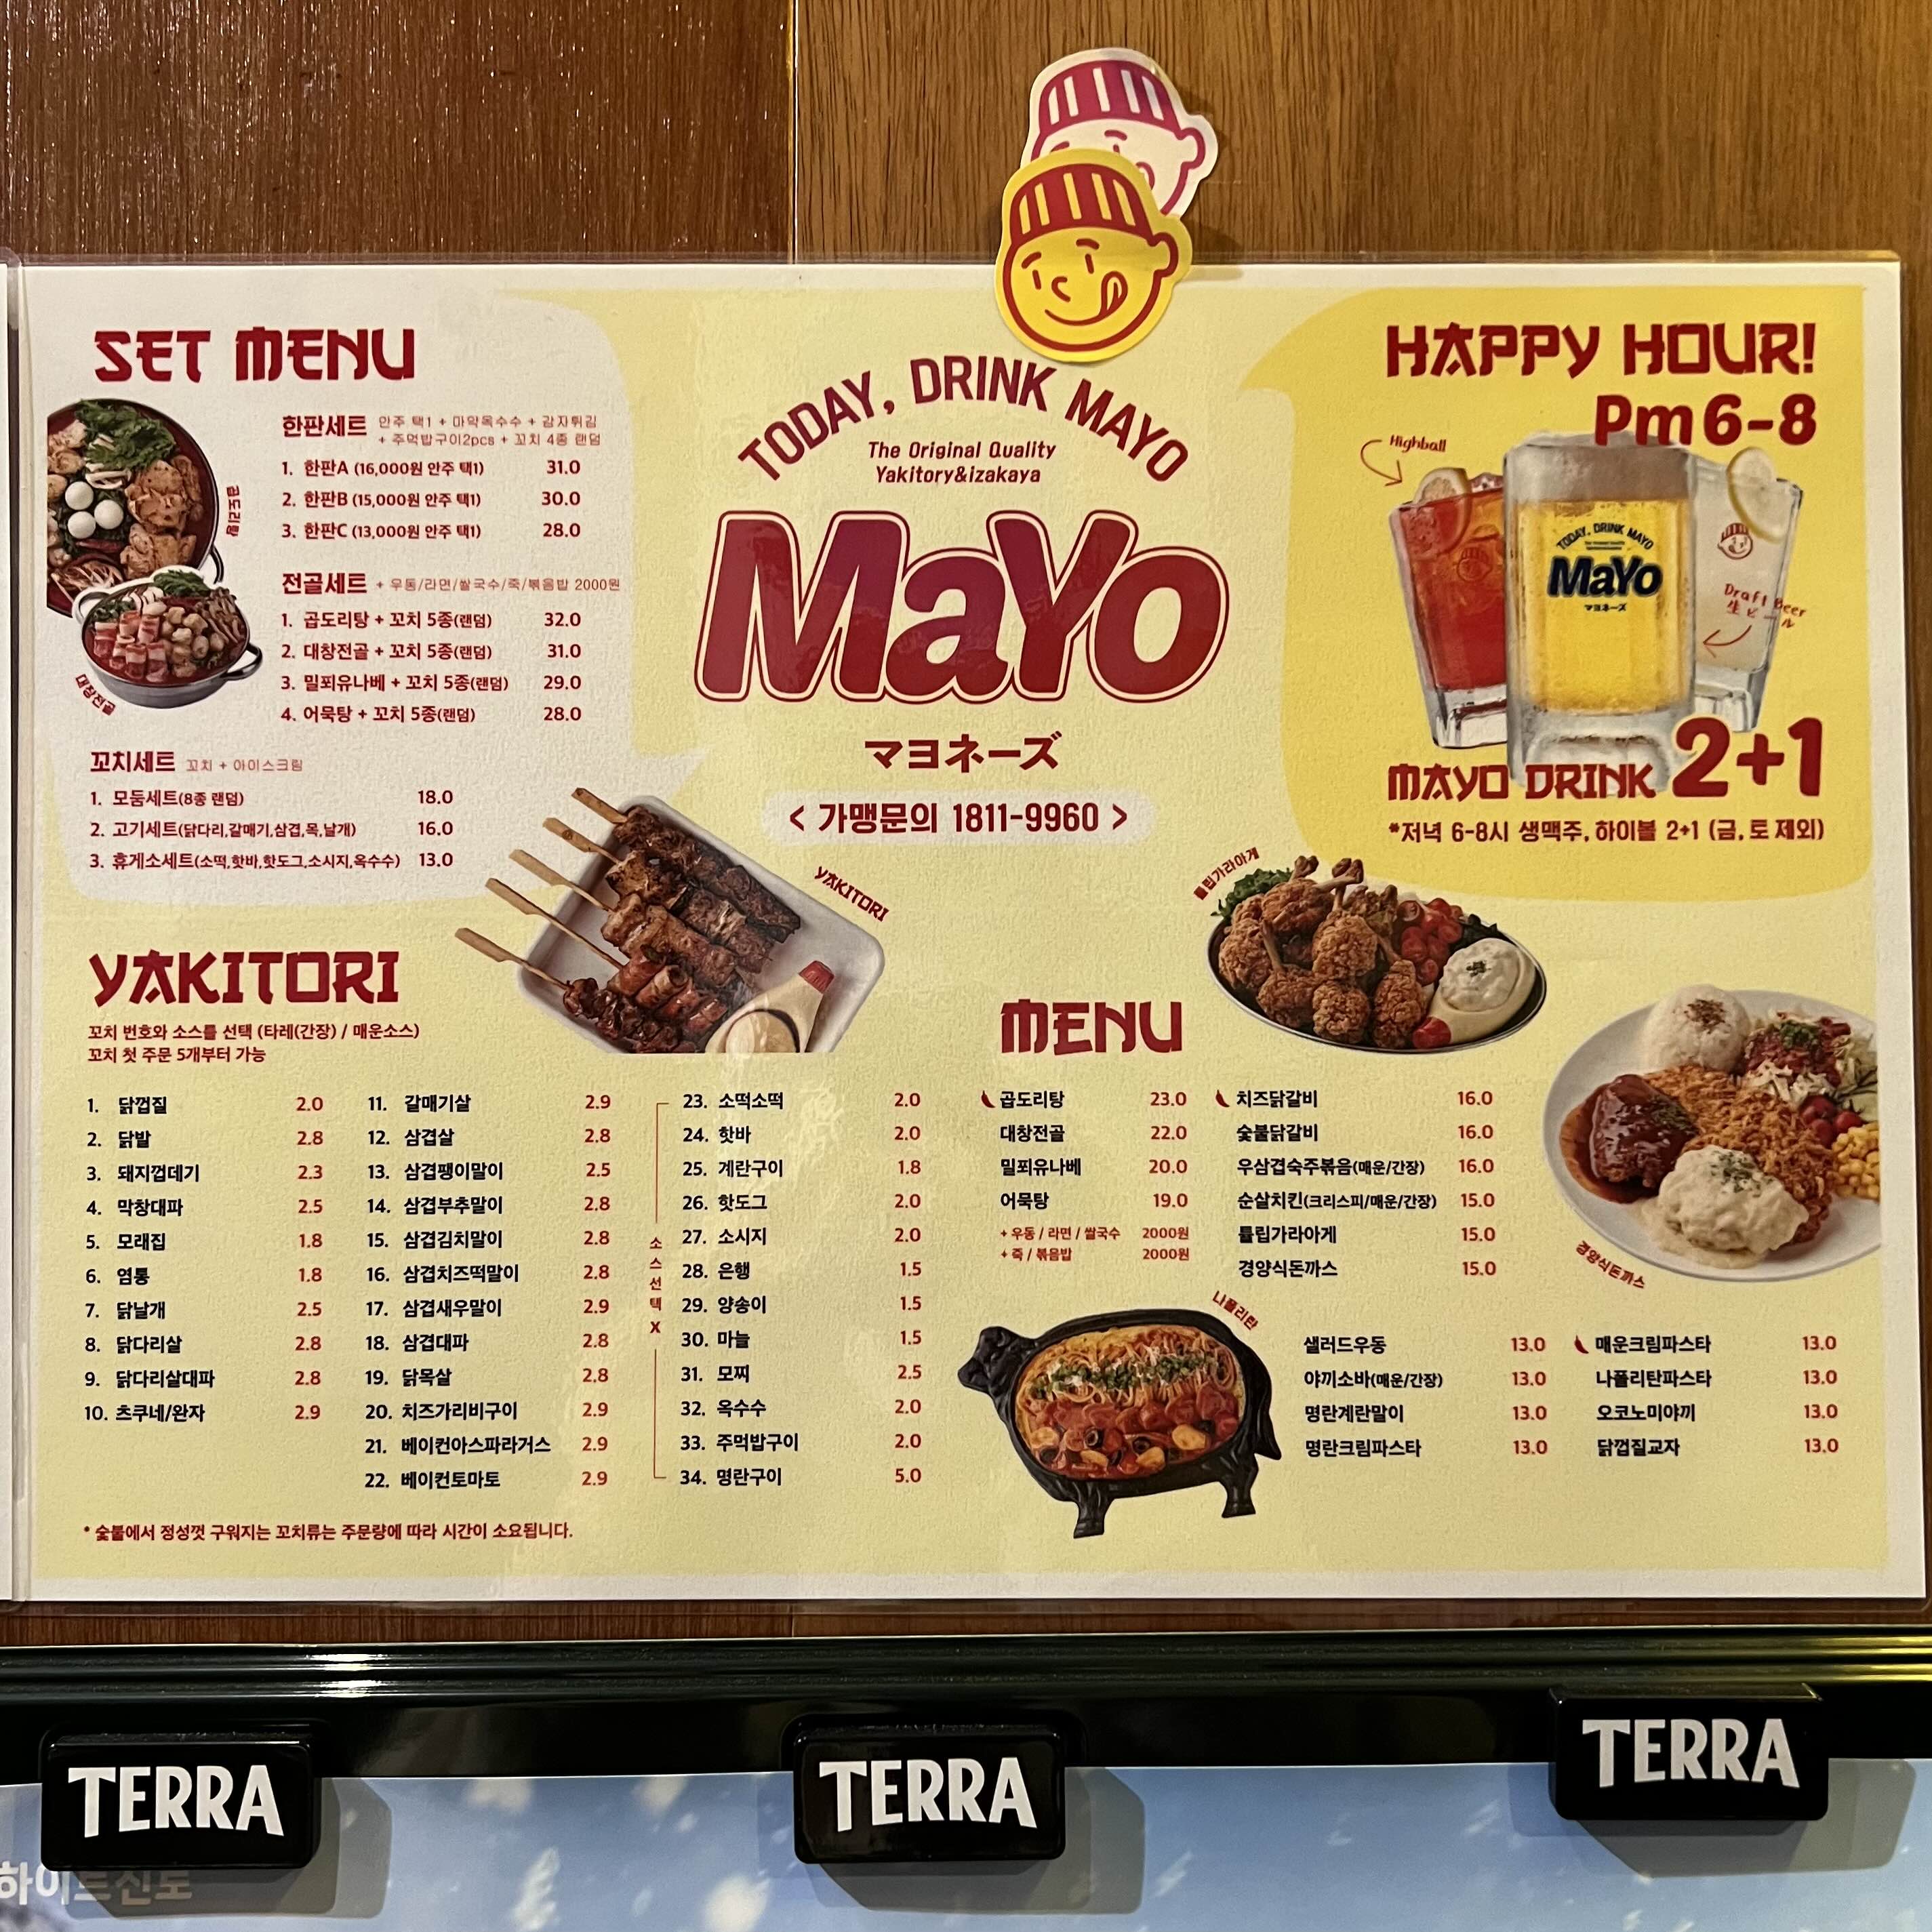 SET MENU
한판세트 안주 택1 + 마약옥수수 + 감자튀김
+ 주먹밥구이2pcs + 꼬치 4종 랜덤
1. 한판A (16,000원 안주 택1) 31.0
2. 한판B (15,000원 안주 택1) 30.0
3. 한판C (13,000원 안주 택1) 28.0
곱도리탕
전골세트 + 우동/라면/쌀국수/죽/볶음밥 2000원
1. 곱도리탕 + 꼬치 5종(랜덤) 32.0
2. 대창전골 + 꼬치 5종(랜덤) 31.0
3. 밀푀유나베 + 꼬치 5종(랜덤) 29.0
4. 어묵탕 + 꼬치 5종(랜덤) 28.0
대창전골
꼬치세트 꼬치 + 아이스크림
1. 모둠세트(8종 랜덤) 18.0
2. 고기세트(닭다리,갈매기,삼겹,목,날개) 16.0
3. 휴게소세트(소떡,핫바,핫도그,소시지,옥수수) 13.0
TODAY, DRINK MAYO
The Original Quality
Yakitory&izakaya
MaYo
マヨネーズ
< 가맹문의 1811-9960 >
HAPPY HOUR!
Pm 6-8
Highball
TODAY, DRINK MAYO
MaYo
マヨネーズ
Draft Beer
生ビール
MAYO DRINK 2+1
*저녁 6-8시 생맥주, 하이볼 2+1 (금, 토 제외)
YAKITORI
YAKITORI
꼬치 번호와 소스를 선택 (타레(간장) / 매운소스)
꼬치 첫 주문 5개부터 가능
1. 닭껍질 2.0
2. 닭발 2.8
3. 돼지껍데기 2.3
4. 막창대파 2.5
5. 모래집 1.8
6. 염통 1.8
7. 닭날개 2.5
8. 닭다리살 2.8
9. 닭다리살대파 2.8
10. 츠쿠네/완자 2.9
11. 갈매기살 2.9
12. 삼겹살 2.8
13. 삼겹팽이말이 2.5
14. 삼겹부추말이 2.8
15. 삼겹김치말이 2.8
16. 삼겹치즈떡말이 2.8
17. 삼겹새우말이 2.9
18. 삼겹대파 2.8
19. 닭목살 2.8
20. 치즈가리비구이 2.9
21. 베이컨아스파라거스 2.9
22. 베이컨토마토 2.9
소스선택 X
23. 소떡소떡 2.0
24. 핫바 2.0
25. 계란구이 1.8
26. 핫도그 2.0
27. 소시지 2.0
28. 은행 1.5
29. 양송이 1.5
30. 마늘 1.5
31. 모찌 2.5
32. 옥수수 2.0
33. 주먹밥구이 2.0
34. 명란구이 5.0
* 숯불에서 정성껏 구워지는 꼬치류는 주문량에 따라 시간이 소요됩니다.
튤립가라아게
MENU
곱도리탕 23.0
대창전골 22.0
밀푀유나베 20.0
어묵탕 19.0
+ 우동 / 라면 / 쌀국수 2000원
+ 죽 / 볶음밥 2000원
치즈닭갈비 16.0
숯불닭갈비 16.0
우삼겹숙주볶음(매운/간장) 16.0
순살치킨(크리스피/매운/간장) 15.0
튤립가라아게 15.0
경양식돈까스 15.0
경양식돈까스
나폴리탄
샐러드우동 13.0
야끼소바(매운/간장) 13.0
명란계란말이 13.0
명란크림파스타 13.0
매운크림파스타 13.0
나폴리탄파스타 13.0
오코노미야끼 13.0
닭껍질교자 13.0
TERRA
TERRA
TERRA
하이트진로